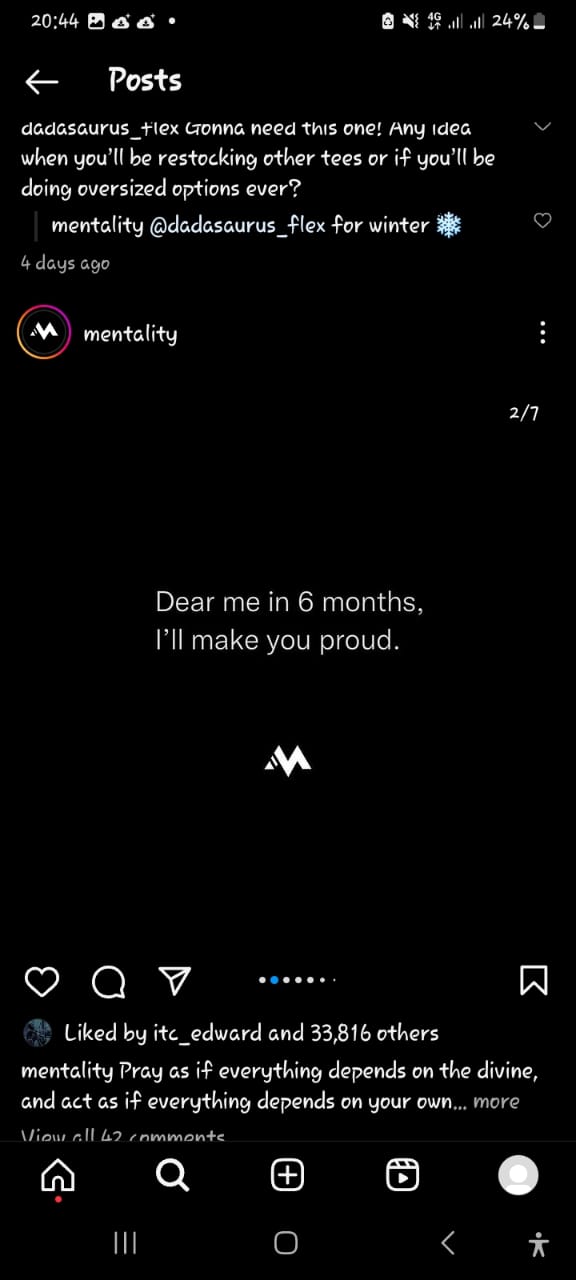 20:44
4G
24%
Posts
dadasaurus_flex Gonna need this one! Any idea
when you'll be restocking other tees or if you'll be
doing oversized options ever?
mentality @dadasaurus_flex for winter ❄️
4 days ago
mentality
2/7
Dear me in 6 months,
I'll make you proud.
Liked by itc_edward and 33,816 others
mentality Pray as if everything depends on the divine,
and act as if everything depends on your own... more
View all 42 comments